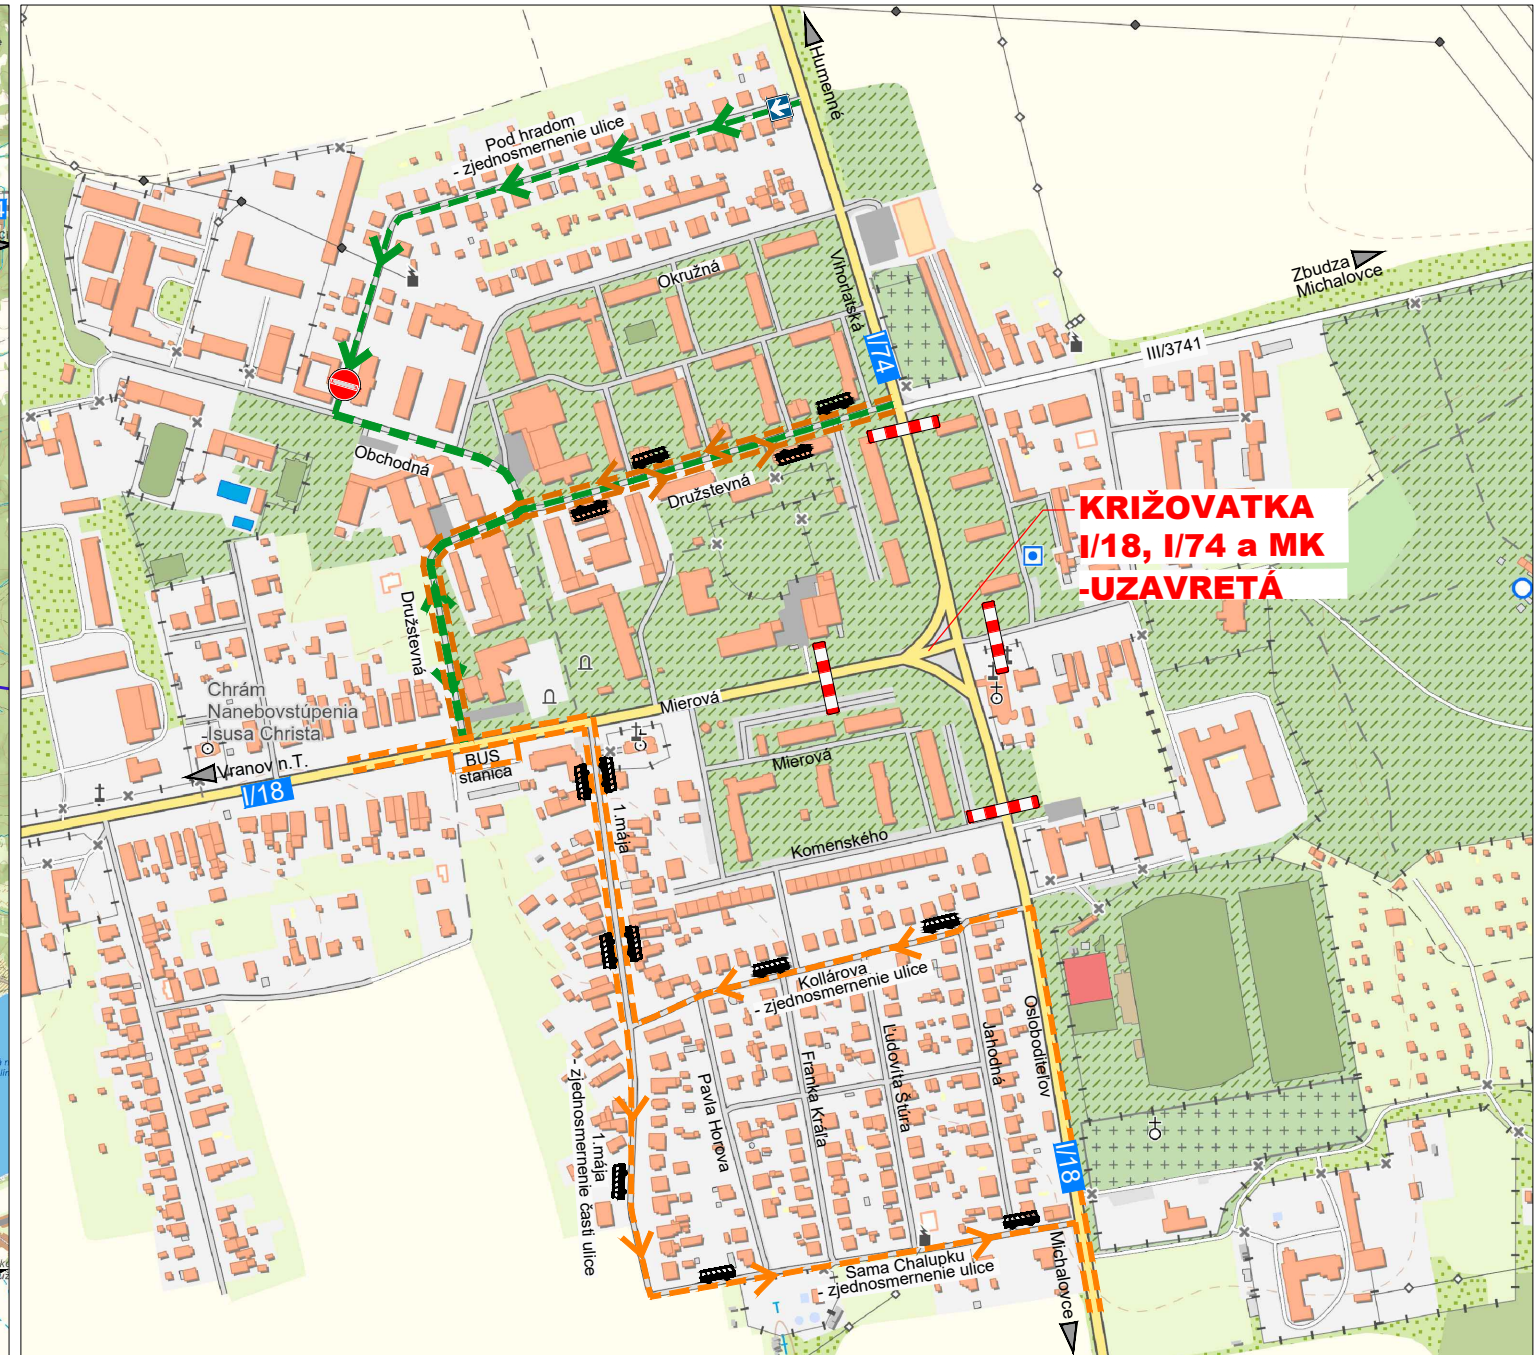 Humenné
Pod hradom
- zjednosmernenie ulice
Okružná
Vihorlatská
Zbudza
Michalovce
I/74
III/3741
Obchodná
Družstevná
KRIŽOVATKA
I/18, I/74 a MK
-UZAVRETÁ
Družstevná
Chrám
Nanebovstúpenia
Isusa Christa
Mierová
Vranov n.T.
BUS
stanica
Mierová
I/18
1.mája
Komenského
Kollárova
- zjednosmernenie ulice
Osloboditeľov
Jahodná
Ľudovíta Štúra
Franka Kráľa
Pavla Horova
1.mája
- zjednosmernenie časti ulice
I/18
Sama Chalupku
- zjednosmernenie ulice
Michalovce
T